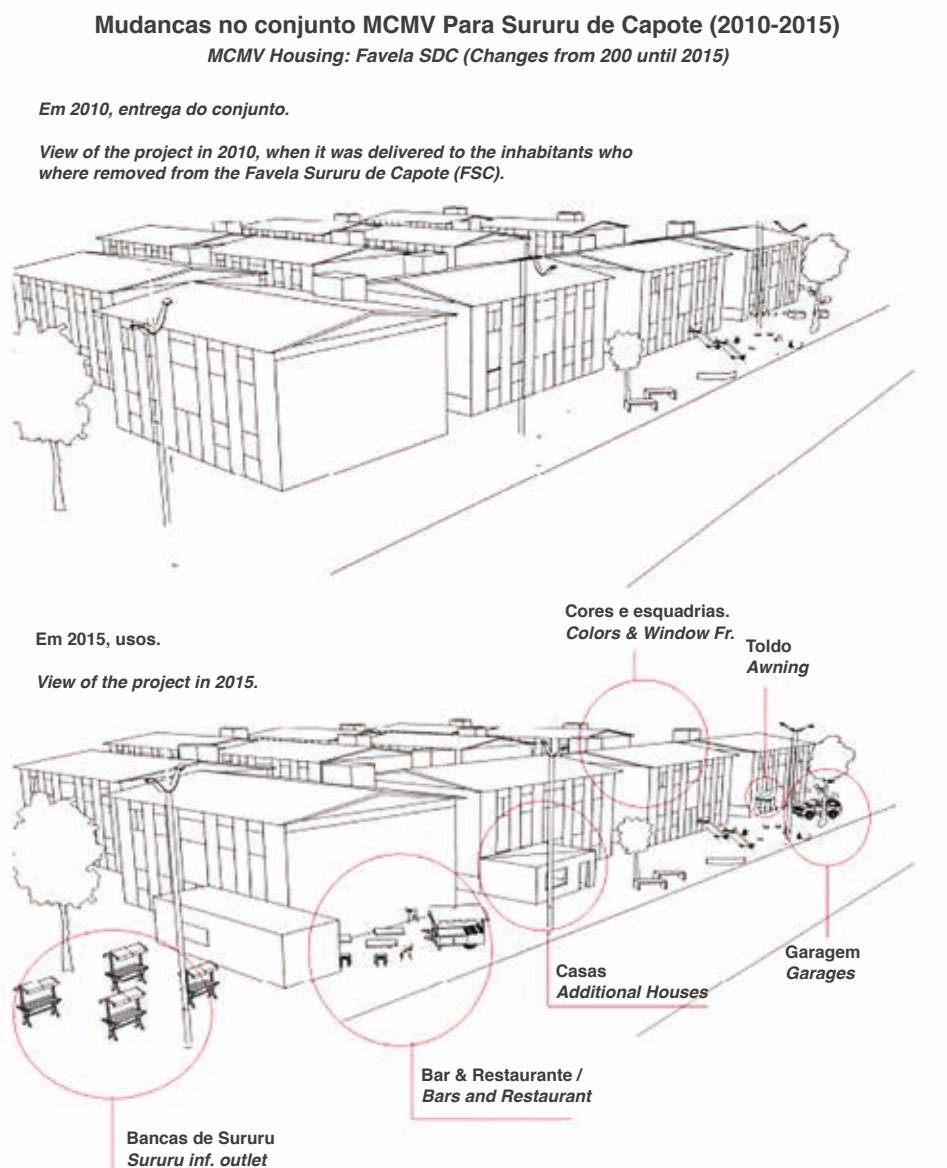 Mudancas no conjunto MCMV Para Sururu de Capote (2010-2015)
MCMV Housing: Favela SDC (Changes from 200 until 2015)
Em 2010, entrega do conjunto.
View of the project in 2010, when it was delivered to the inhabitants who
where removed from the Favela Sururu de Capote (FSC).
Em 2015, usos.
View of the project in 2015.
Cores e esquadrias.
Colors & Window Fr.
Toldo
Awning
Garagem
Garages
Casas
Additional Houses
Bar & Restaurante /
Bars and Restaurant
Bancas de Sururu
Sururu inf. outlet